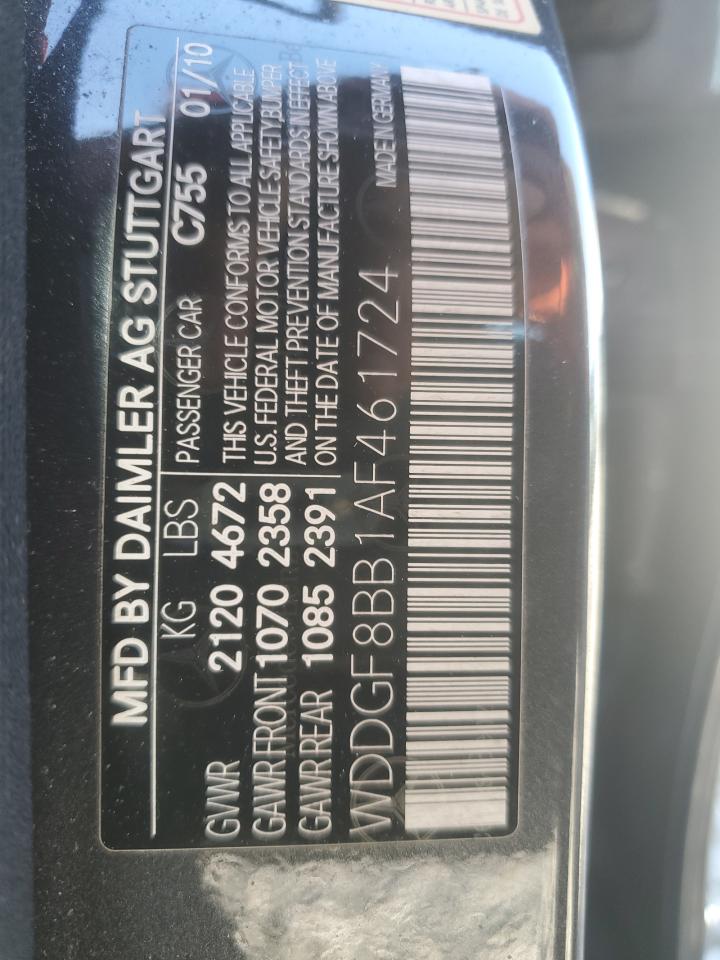 MFD BY DAIMLER AG STUTTGART
KG LBS PASSENGER CAR C755 01/10
GVWR 2120 4672
GAWR FRONT 1070 2358
GAWR REAR 1085 2391
THIS VEHICLE CONFORMS TO ALL APPLICABLE
U.S. FEDERAL MOTOR VEHICLE SAFETY BUMPER
AND THEFT PREVENTION STANDARDS IN EFFECT
ON THE DATE OF MANUFACTURE SHOWN ABOVE
WDDGF8BB1AF461724
MADE IN GERMANY